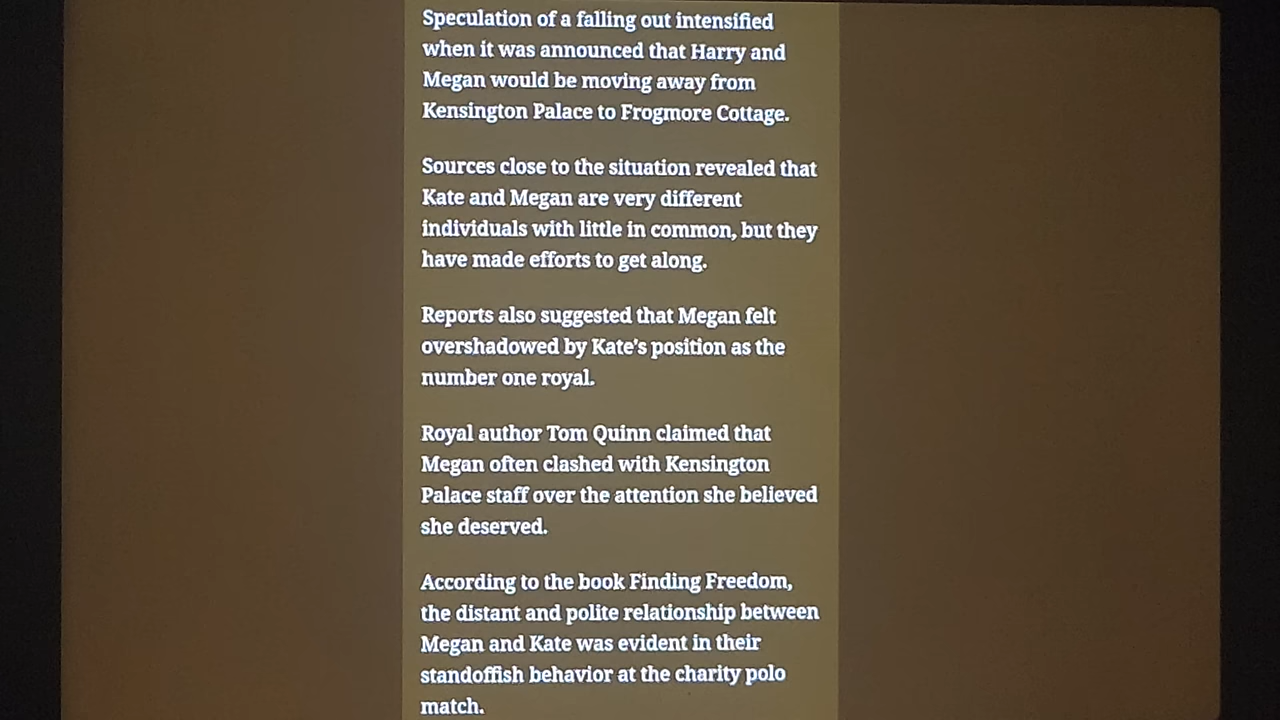 Speculation of a falling out intensified
when it was announced that Harry and
Megan would be moving away from
Kensington Palace to Frogmore Cottage.
Sources close to the situation revealed that
Kate and Megan are very different
individuals with little in common, but they
have made efforts to get along.
Reports also suggested that Megan felt
overshadowed by Kate's position as the
number one royal.
Royal author Tom Quinn claimed that
Megan often clashed with Kensington
Palace staff over the attention she believed
she deserved.
According to the book Finding Freedom,
the distant and polite relationship between
Megan and Kate was evident in their
standoffish behavior at the charity polo
match.